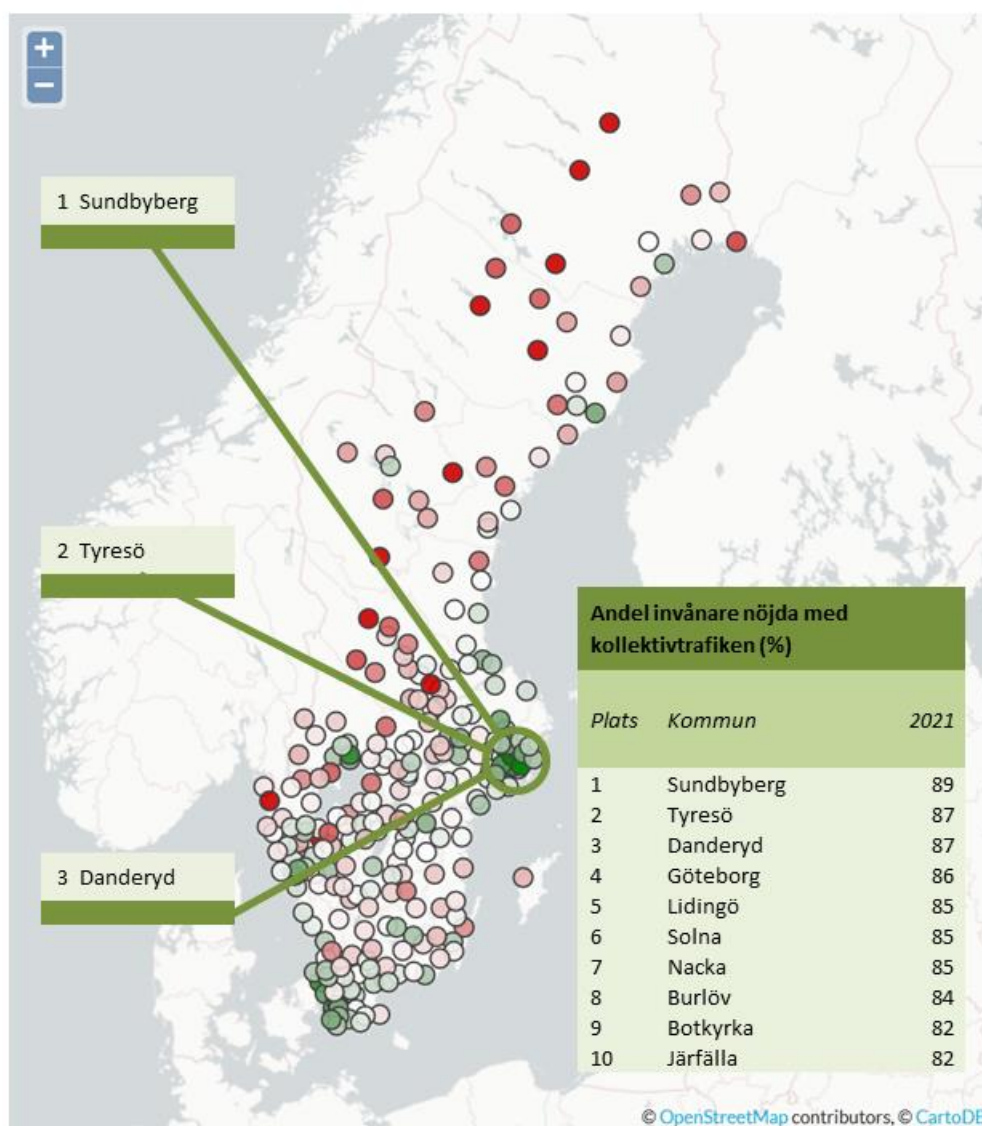 +
−
1 Sundbyberg
2 Tyresö
3 Danderyd
Andel invånare nöjda med
kollektivtrafiken (%)
Plats Kommun 2021
1 Sundbyberg 89
2 Tyresö 87
3 Danderyd 87
4 Göteborg 86
5 Lidingö 85
6 Solna 85
7 Nacka 85
8 Burlöv 84
9 Botkyrka 82
10 Järfälla 82
© OpenStreetMap contributors, © CartoDB